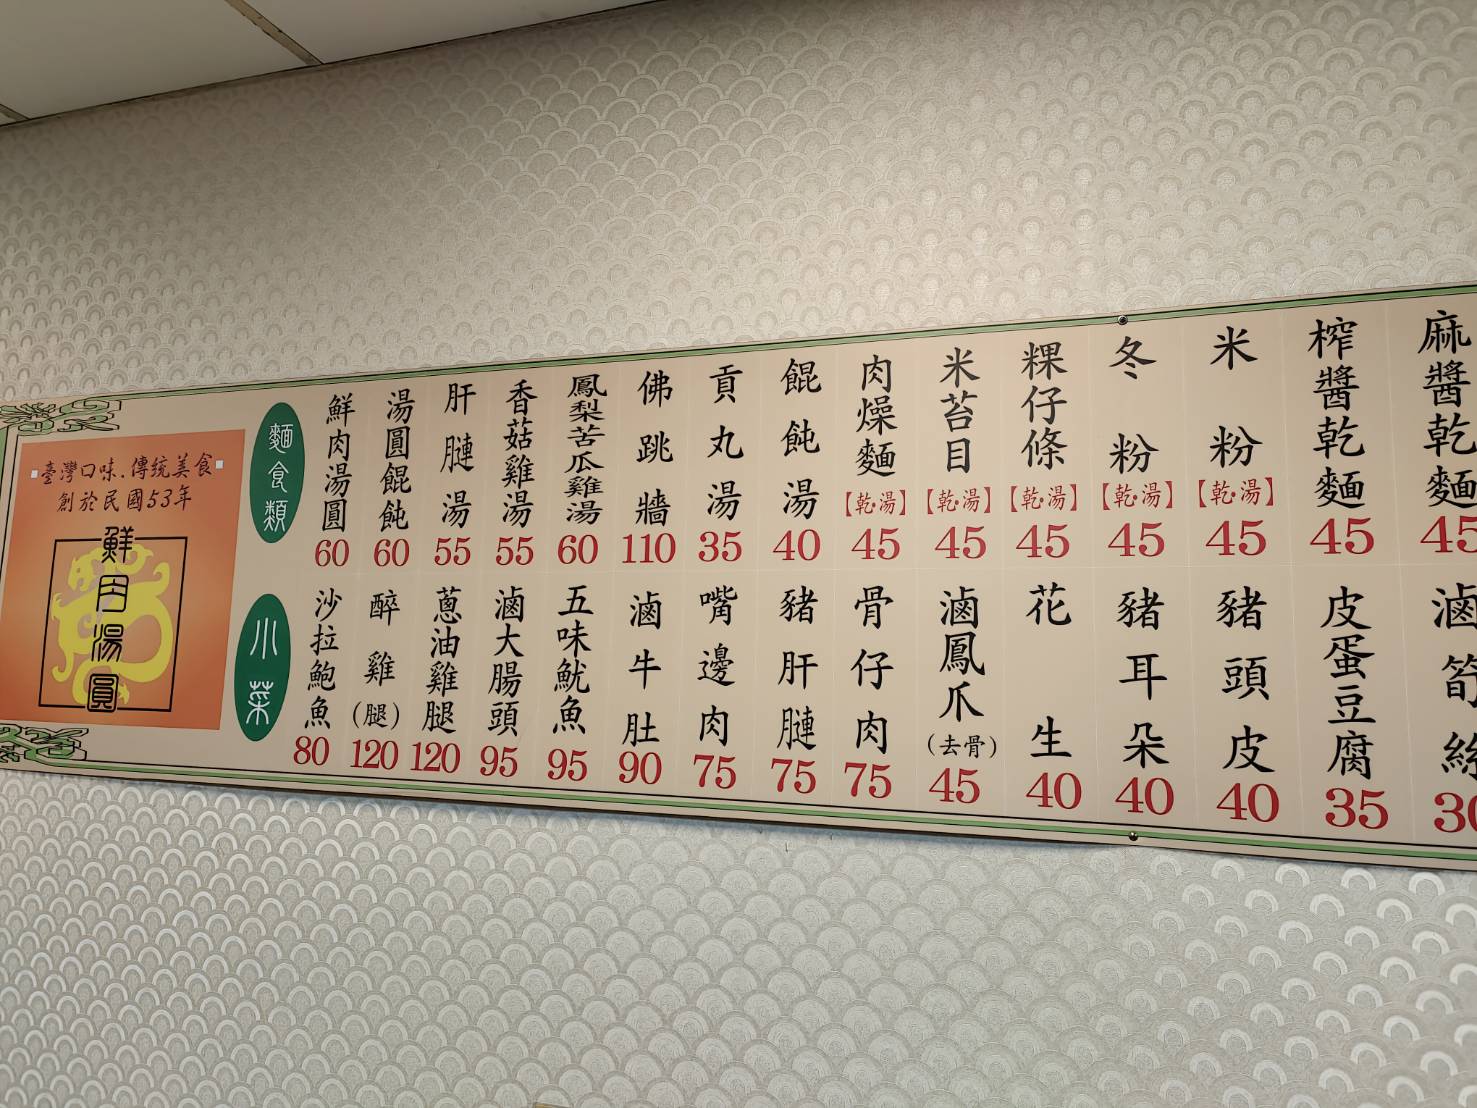 臺灣口味.傳統美食
創於民國53年
鮮肉湯圓
麵食類
鮮肉湯圓 60
湯圓餛飩 60
肝腱湯 55
香菇雞湯 55
鳳梨苦瓜雞湯 60
佛跳牆 110
貢丸湯 35
餛飩湯 40
肉燥麵【乾·湯】 45
米苔目【乾·湯】 45
粿仔條【乾·湯】 45
冬粉【乾·湯】 45
米粉【乾·湯】 45
榨醬乾麵 45
麻醬乾麵 45
小菜
沙拉鮑魚 80
醉雞(腿) 120
蔥油雞腿 120
滷大腸頭 95
五味魷魚 95
滷牛肚 90
嘴邊肉 75
豬肝腱 75
骨仔肉 75
滷鳳爪(去骨) 45
花生 40
豬耳朵 40
豬頭皮 40
皮蛋豆腐 35
滷筋絲 30